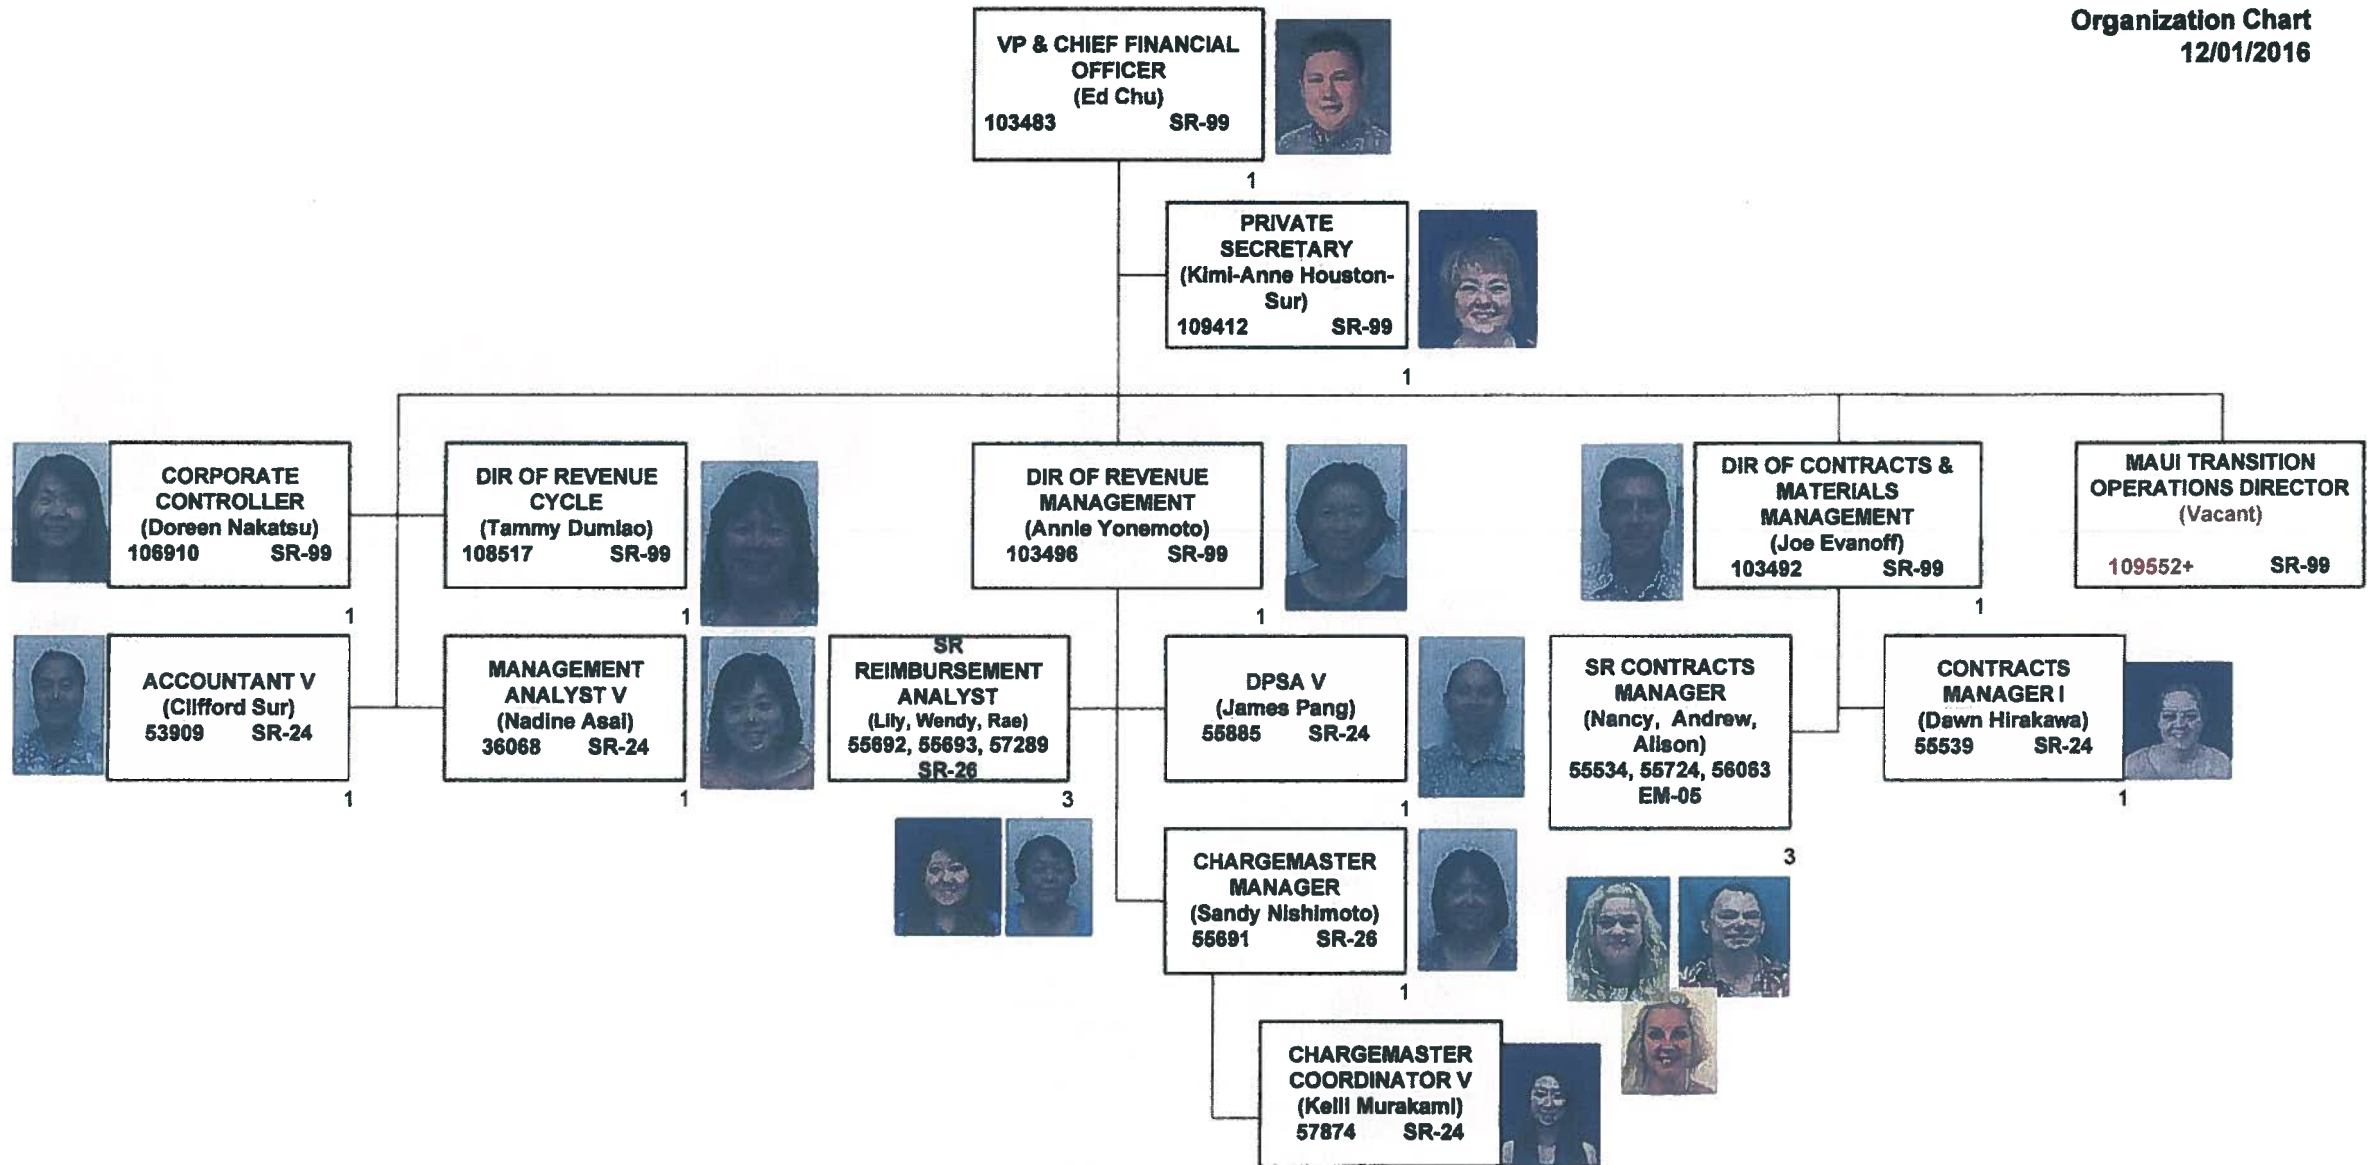 Organization Chart
12/01/2016
VP & CHIEF FINANCIAL
OFFICER
(Ed Chu)
103483 SR-99
1
PRIVATE
SECRETARY
(Kimi-Anne Houston-
Sur)
109412 SR-99
1
CORPORATE
CONTROLLER
(Doreen Nakatsu)
106910 SR-99
1
DIR OF REVENUE
CYCLE
(Tammy Dumlao)
108517 SR-99
1
DIR OF REVENUE
MANAGEMENT
(Annie Yonemoto)
103496 SR-99
1
DIR OF CONTRACTS &
MATERIALS
MANAGEMENT
(Joe Evanoff)
103492 SR-99
1
MAUI TRANSITION
OPERATIONS DIRECTOR
(Vacant)
109552+ SR-99
ACCOUNTANT V
(Clifford Sur)
53909 SR-24
1
MANAGEMENT
ANALYST V
(Nadine Asai)
36068 SR-24
1
SR
REIMBURSEMENT
ANALYST
(Lily, Wendy, Rae)
55692, 55693, 57289
SR-26
3
DPSA V
(James Pang)
55885 SR-24
1
SR CONTRACTS
MANAGER
(Nancy, Andrew,
Alison)
55534, 55724, 56063
EM-05
3
CONTRACTS
MANAGER I
(Dawn Hirakawa)
55539 SR-24
1
CHARGEMASTER
MANAGER
(Sandy Nishimoto)
55691 SR-26
1
CHARGEMASTER
COORDINATOR V
(Kelli Murakami)
57874 SR-24